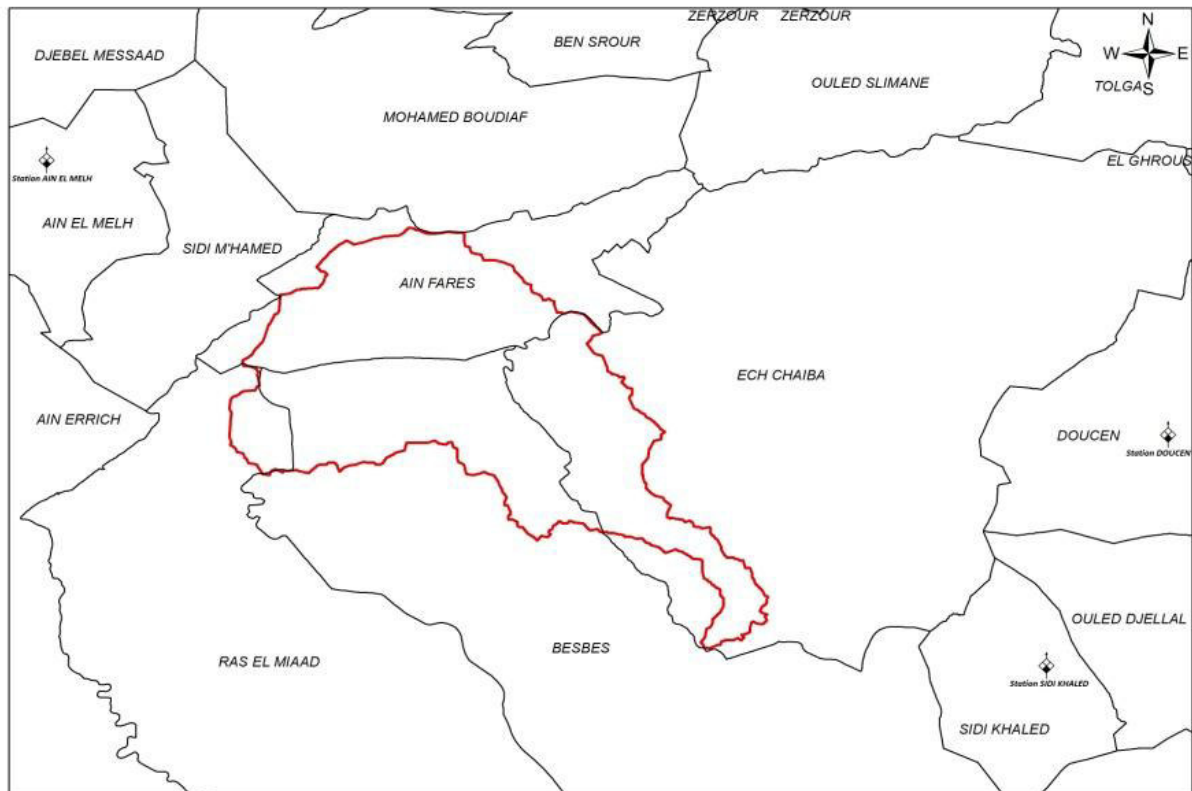 ZERZOUR ZERZOUR
N
BEN SROUR
DJEBEL MESSAAD
W E
OULED SLIMANE
TOLGA
S
MOHAMED BOUDIAF
EL GHROUS
Station AIN EL MELH
AIN EL MELH
SIDI M'HAMED
AIN FARES
ECH CHAIBA
AIN ERRICH
DOUCEN
Station DOUCEN
OULED DJELLAL
BESBES
RAS EL MIAAD
Station SIDI KHALED
SIDI KHALED